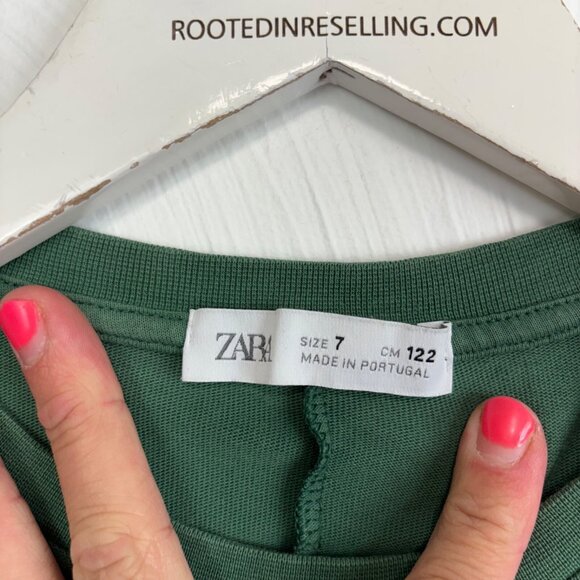 ROOTEDINRESELLING.COM
ZARA
SIZE 7 CM 122
MADE IN PORTUGAL